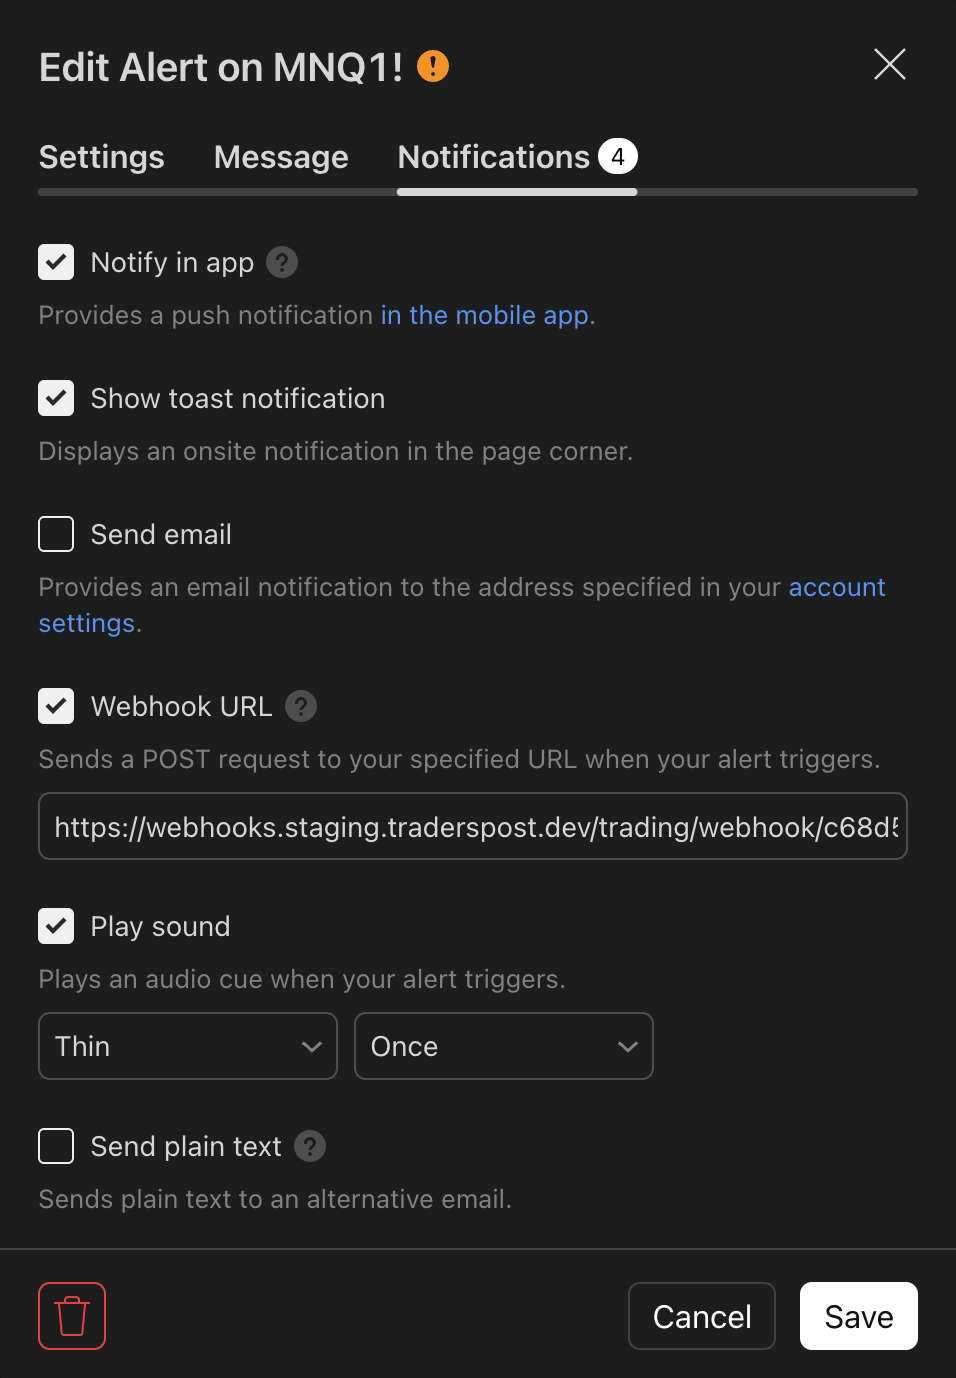 Edit Alert on MNQ1!
Settings Message Notifications 4
Notify in app ?
Provides a push notification in the mobile app.
Show toast notification
Displays an onsite notification in the page corner.
Send email
Provides an email notification to the address specified in your account
settings.
Webhook URL ?
Sends a POST request to your specified URL when your alert triggers.
https://webhooks.staging.traderspost.dev/trading/webhook/c68d5
Play sound
Plays an audio cue when your alert triggers.
Thin Once
Send plain text ?
Sends plain text to an alternative email.
Cancel Save